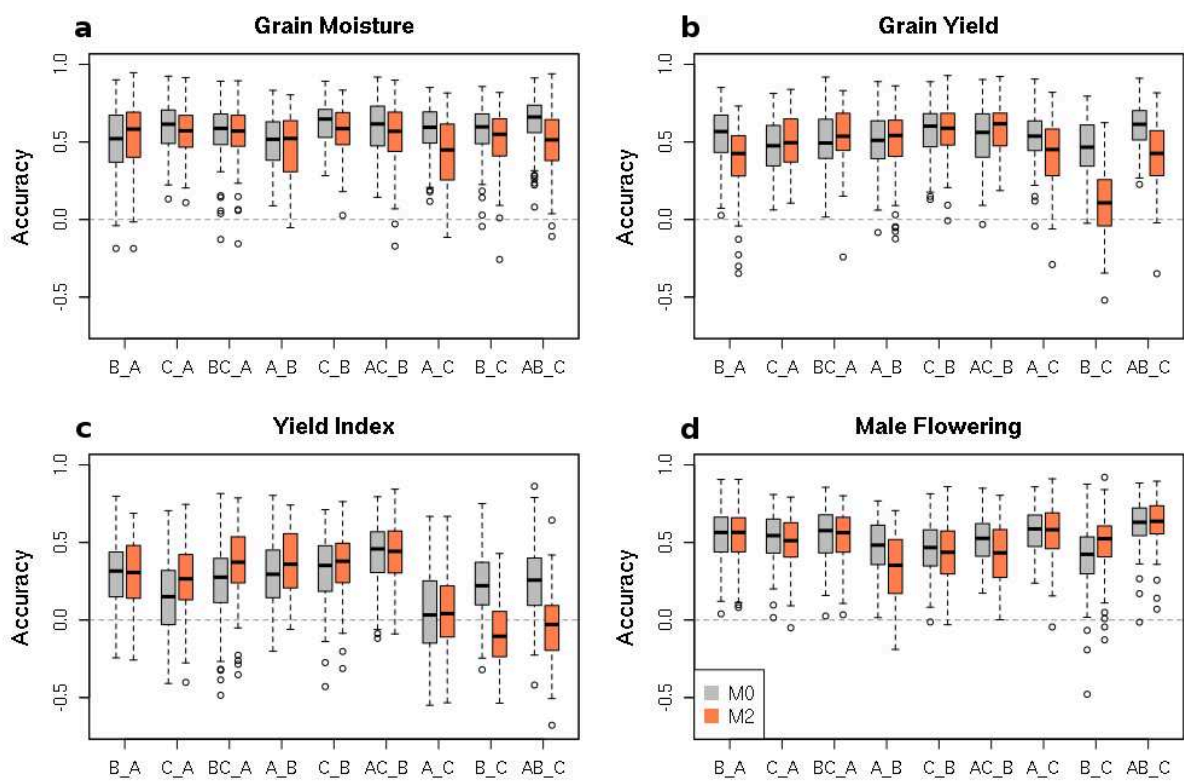 a Grain Moisture
Accuracy
1.0
0.5
0.0
-0.5
B_A C_A BC_A A_B C_B AC_B A_C B_C AB_C
b Grain Yield
Accuracy
1.0
0.5
0.0
-0.5
B_A C_A BC_A A_B C_B AC_B A_C B_C AB_C
c Yield Index
Accuracy
1.0
0.5
0.0
-0.5
B_A C_A BC_A A_B C_B AC_B A_C B_C AB_C
d Male Flowering
Accuracy
1.0
0.5
0.0
-0.5
M0
M2
B_A C_A BC_A A_B C_B AC_B A_C B_C AB_C